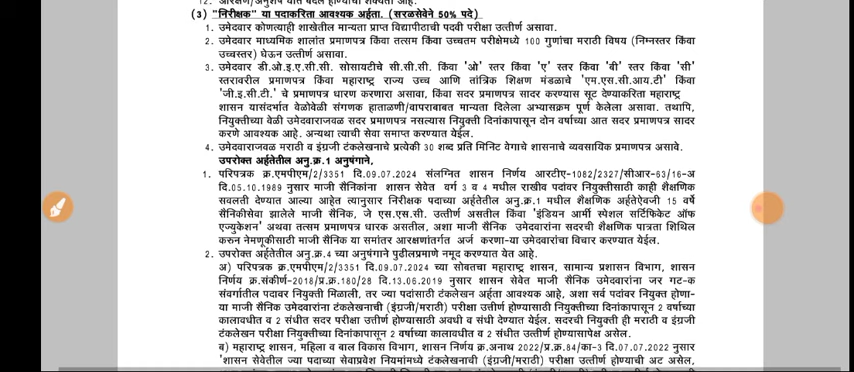 12. आरक्षण/अनुशेष यात बदल होण्याची शक्यता आहे.
(3) "निरीक्षक" या पदाकरिता आवश्यक अर्हता. (सरळसेवेने 50% पदे)
1. उमेदवार कोणत्याही शाखेतील मान्यता प्राप्त विद्यापीठाची पदवी परीक्षा उत्तीर्ण असावा.
2. उमेदवार माध्यमिक शालांत प्रमाणपत्र किंवा तत्सम किंवा उच्चतम परीक्षेमध्ये 100 गुणांचा मराठी विषय (निम्नस्तर किंवा
उच्चस्तर) घेऊन उत्तीर्ण असावा.
3. उमेदवार डी.ओ.इ.ए.सी.सी. सोसायटीचे सी.सी.सी. किंवा 'ओ' स्तर किंवा 'ए' स्तर किंवा 'बी' स्तर किंवा 'सी'
स्तरावरील प्रमाणपत्र किंवा महाराष्ट्र राज्य उच्च आणि तांत्रिक शिक्षण मंडळाचे 'एम.एस.सी.आय.टी' किंवा
'जी.इ.सी.टी.' चे प्रमाणपत्र धारण करणारा असावा, किंवा सदर प्रमाणपत्र सादर करण्यास सूट देण्याकरिता महाराष्ट्र
शासन यासंदर्भात वेळोवेळी संगणक हाताळणी/वापराबाबत मान्यता दिलेला अभ्यासक्रम पूर्ण केलेला असावा. तथापि,
नियुक्तीच्या वेळी उमेदवाराजवळ सदर प्रमाणपत्र नसल्यास नियुक्ती दिनांकापासून दोन वर्षाच्या आत सदर प्रमाणपत्र सादर
करणे आवश्यक आहे. अन्यथा त्याची सेवा समाप्त करण्यात येईल.
4. उमेदवाराजवळ मराठी व इंग्रजी टंकलेखनाचे प्रत्येकी 30 शब्द प्रति मिनिट वेगाचे शासनाचे व्यवसायिक प्रमाणपत्र असावे.
उपरोक्त अर्हतेतील अनु.क्र.1 अनुषंगाने,
1. परिपत्रक क्र.एमपीएम/2/3351 दि.09.07.2024 संलग्नित शासन निर्णय आरटीए-1082/2327/सीआर-63/16-अ
दि.05.10.1989 नुसार माजी सैनिकांना शासन सेवेत वर्ग 3 व 4 मधील राखीव पदांवर नियुक्तीसाठी काही शैक्षणिक
सवलती देण्यात आल्या आहेत त्यानुसार निरीक्षक पदाच्या अर्हतेतील अनु.क्र.1 मधील शैक्षणिक अर्हतेऐवजी 15 वर्षे
सैनिकीसेवा झालेले माजी सैनिक, जे एस.एस.सी. उत्तीर्ण असतील किंवा 'इंडियन आर्मी स्पेशल सर्टिफिकेट ऑफ
एज्युकेशन' अथवा तत्सम प्रमाणपत्र धारक असतील, अशा माजी सैनिक उमेदवारांना सदरची शैक्षणिक पात्रता शिथिल
करुन नेमणूकीसाठी माजी सैनिक या समांतर आरक्षणांतर्गत अर्ज करणा-या उमेदवारांचा विचार करण्यात येईल.
2. उपरोक्त अर्हतेतील अनु.क्र.4 च्या अनुषंगाने पुढीलप्रमाणे नमूद करण्यात येत आहे.
अ) परिपत्रक क्र.एमपीएम/2/3351 दि.09.07.2024 च्या सोबतचा महाराष्ट्र शासन, सामान्य प्रशासन विभाग, शासन
निर्णय क्र.संकीर्ण-2018/प्र.क्र.180/28 दि.13.06.2019 नुसार शासन सेवेत माजी सैनिक उमेदवारांना जर गट-क
संवर्गातील पदावर नियुक्ती मिळाली, तर ज्या पदांसाठी टंकलेखन अर्हता आवश्यक आहे, अशा सर्व पदांवर नियुक्त होणा-
या माजी सैनिक उमेदवारांना टंकलेखनाची (इंग्रजी/मराठी) परीक्षा उत्तीर्ण होण्यासाठी नियुक्तीच्या दिनांकापासून 2 वर्षाच्या
कालावधीत व 2 संधीत सदर परीक्षा उत्तीर्ण होण्यासाठी अवधी व संधी देण्यात येईल. सदरची नियुक्ती ही मराठी व इंग्रजी
टंकलेखन परीक्षा नियुक्तीच्या दिनांकापासून 2 वर्षाच्या कालावधीत व 2 संधीत उत्तीर्ण होण्यासापेक्ष असेल.
ब) महाराष्ट्र शासन, महिला व बाल विकास विभाग, शासन निर्णय क्र.अनाथ 2022/प्र.क्र.84/का-3 दि.07.07.2022 नुसार
'शासन सेवेतील ज्या पदाच्या सेवाप्रवेश नियमांमध्ये टंकलेखनाची (इंग्रजी/मराठी) परीक्षा उत्तीर्ण होण्याची अट असेल,